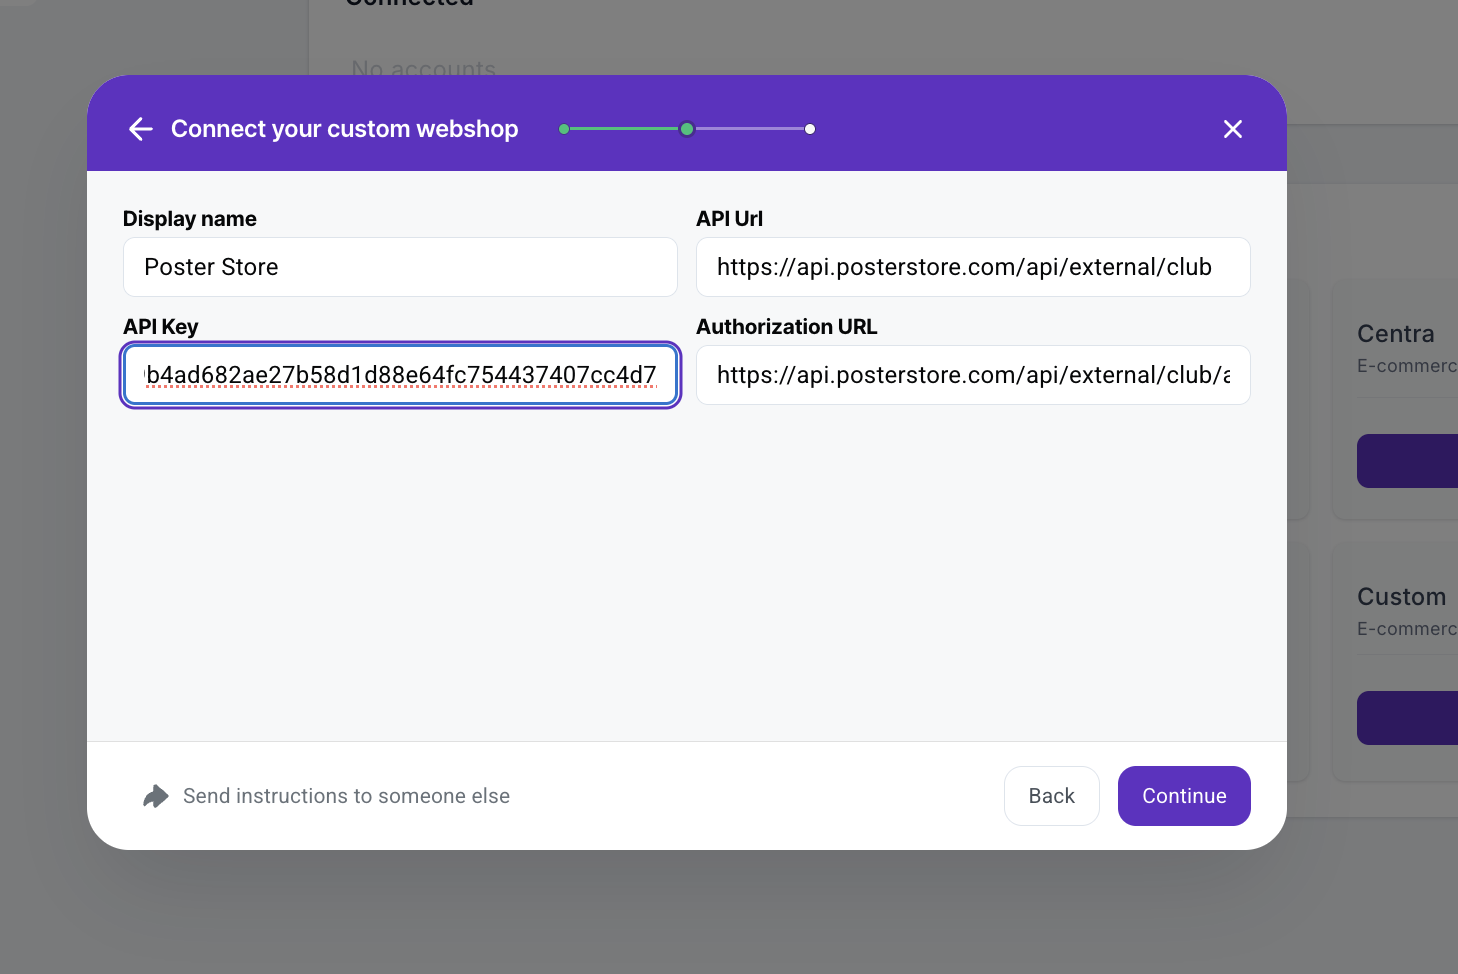 Connected
No accounts
Connect your custom webshop
Display name
Poster Store
API Url
https://api.posterstore.com/api/external/club
API Key
b4ad682ae27b58d1d88e64fc754437407cc4d7
Authorization URL
https://api.posterstore.com/api/external/club/a
Send instructions to someone else
Back
Continue
Centra
E-commerc
Custom
E-commerc